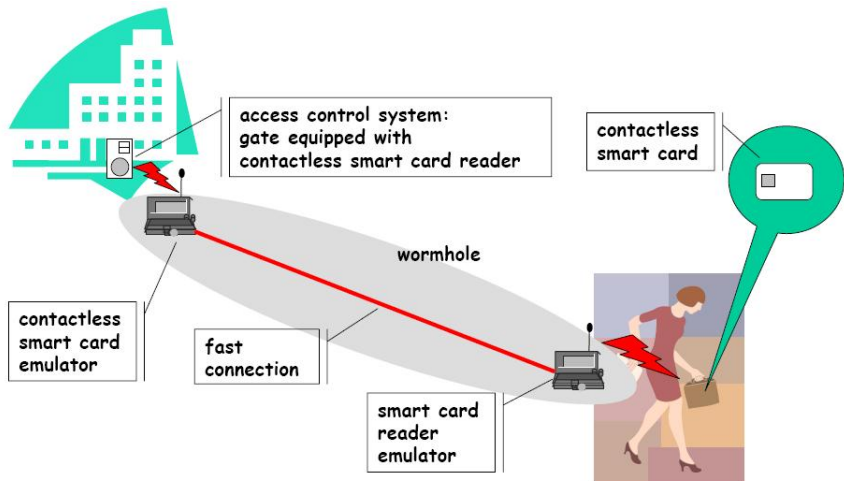 access control system:
gate equipped with
contactless smart card reader
contactless
smart card
wormhole
contactless
smart card
emulator
fast
connection
smart card
reader
emulator